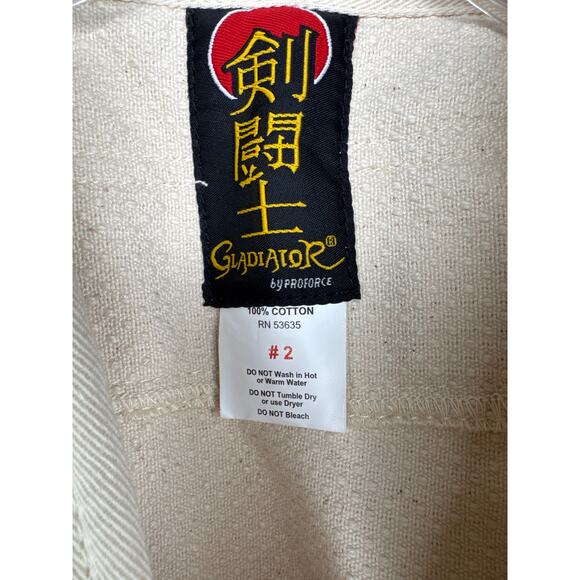 剣
闘
士
GLADIATOR®
by PROFORCE
100% COTTON
RN 53635
# 2
DO NOT Wash in Hot
or Warm Water
DO NOT Tumble Dry
or use Dryer
DO NOT Bleach